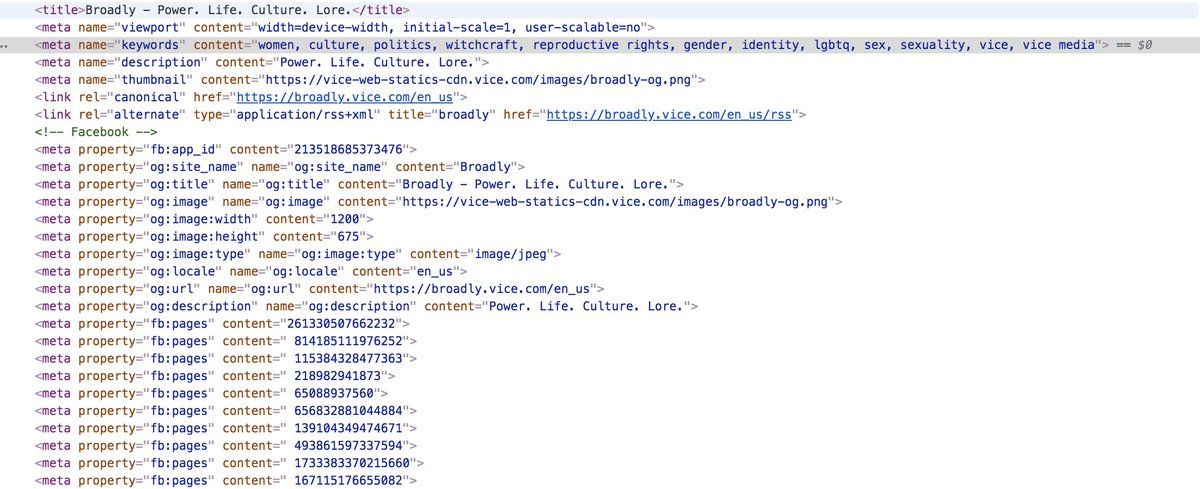 <title>Broadly - Power. Life. Culture. Lore.</title>
<meta name="viewport" content="width=device-width, initial-scale=1, user-scalable=no">
.. <meta name="keywords" content="women, culture, politics, witchcraft, reproductive rights, gender, identity, lgbtq, sex, sexuality, vice, vice media"> == $0
<meta name="description" content="Power. Life. Culture. Lore.">
<meta name="thumbnail" content="https://vice-web-statics-cdn.vice.com/images/broadly-og.png">
<link rel="canonical" href="https://broadly.vice.com/en_us">
<link rel="alternate" type="application/rss+xml" title="broadly" href="https://broadly.vice.com/en_us/rss">
<!-- Facebook -->
<meta property="fb:app_id" content="213518685373476">
<meta property="og:site_name" name="og:site_name" content="Broadly">
<meta property="og:title" name="og:title" content="Broadly - Power. Life. Culture. Lore.">
<meta property="og:image" name="og:image" content="https://vice-web-statics-cdn.vice.com/images/broadly-og.png">
<meta property="og:image:width" content="1200">
<meta property="og:image:height" content="675">
<meta property="og:image:type" name="og:image:type" content="image/jpeg">
<meta property="og:locale" name="og:locale" content="en_us">
<meta property="og:url" name="og:url" content="https://broadly.vice.com/en_us">
<meta property="og:description" name="og:description" content="Power. Life. Culture. Lore.">
<meta property="fb:pages" content="261330507662232">
<meta property="fb:pages" content=" 814185111976252">
<meta property="fb:pages" content=" 115384328477363">
<meta property="fb:pages" content=" 218982941873">
<meta property="fb:pages" content=" 65088937560">
<meta property="fb:pages" content=" 656832881044884">
<meta property="fb:pages" content=" 139104349474671">
<meta property="fb:pages" content=" 493861597337594">
<meta property="fb:pages" content=" 1733383370215660">
<meta property="fb:pages" content=" 167115176655082">